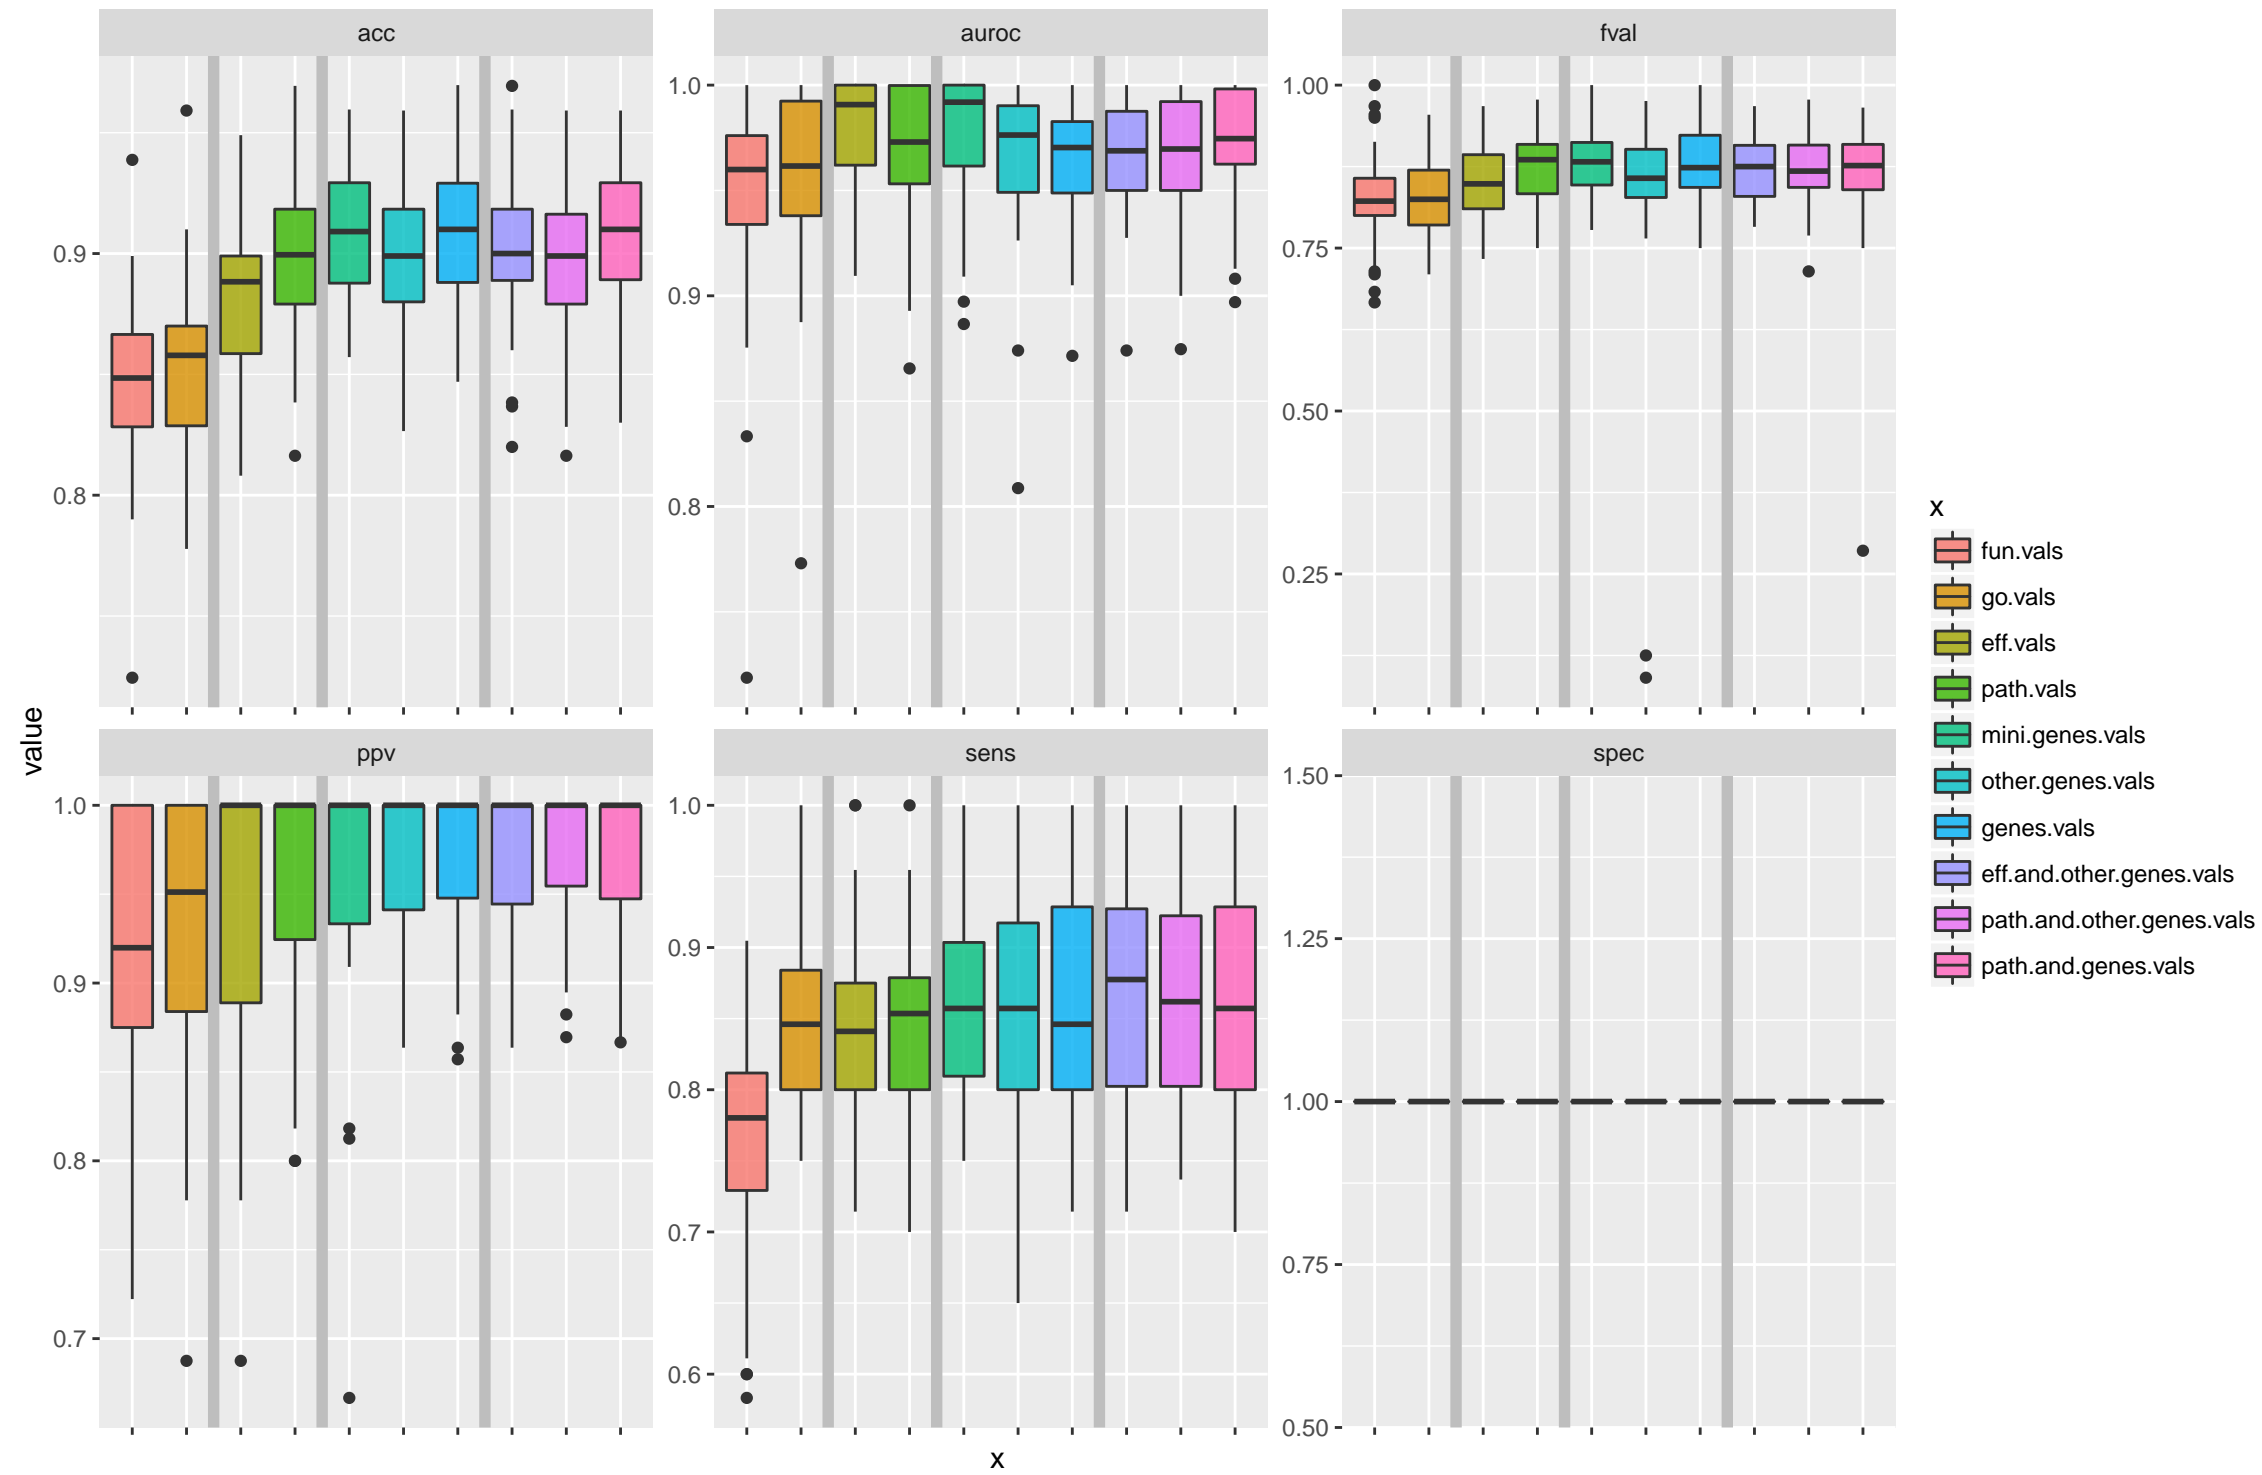 acc
auroc
fval
0.9
0.8
1.0
0.9
0.8
1.00
0.75
0.50
0.25
value
ppv
sens
spec
1.0
0.9
0.8
0.7
1.0
0.9
0.8
0.7
0.6
1.50
1.25
1.00
0.75
0.50
x
x
fun.vals
go.vals
eff.vals
path.vals
mini.genes.vals
other.genes.vals
genes.vals
eff.and.other.genes.vals
path.and.other.genes.vals
path.and.genes.vals